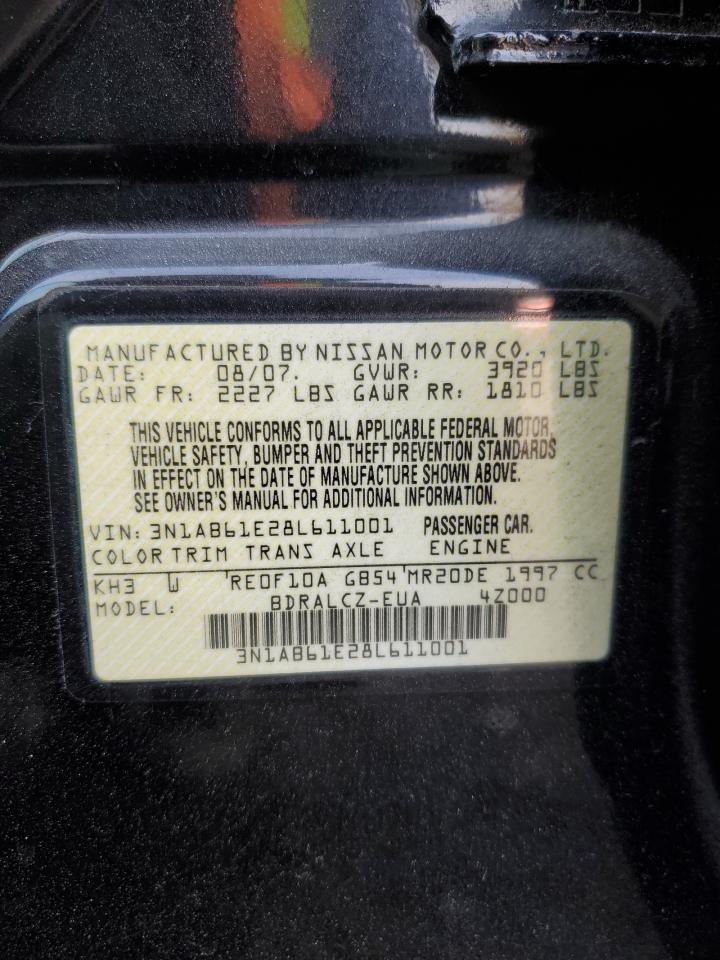 MANUFACTURED BY NISSAN MOTOR CO., LTD.
DATE: 08/07. GVWR: 3920 LBS
GAWR FR: 2227 LBS GAWR RR: 1810 LBS
THIS VEHICLE CONFORMS TO ALL APPLICABLE FEDERAL MOTOR
VEHICLE SAFETY, BUMPER AND THEFT PREVENTION STANDARDS
IN EFFECT ON THE DATE OF MANUFACTURE SHOWN ABOVE.
SEE OWNER'S MANUAL FOR ADDITIONAL INFORMATION.
VIN: 3N1AB61E28L611001 PASSENGER CAR.
COLOR TRIM TRANS AXLE ENGINE
KH3 W RE0F10A GB54 MR20DE 1997 CC
MODEL: BDRALCZ-EUA 4Z000
3N1AB61E28L611001